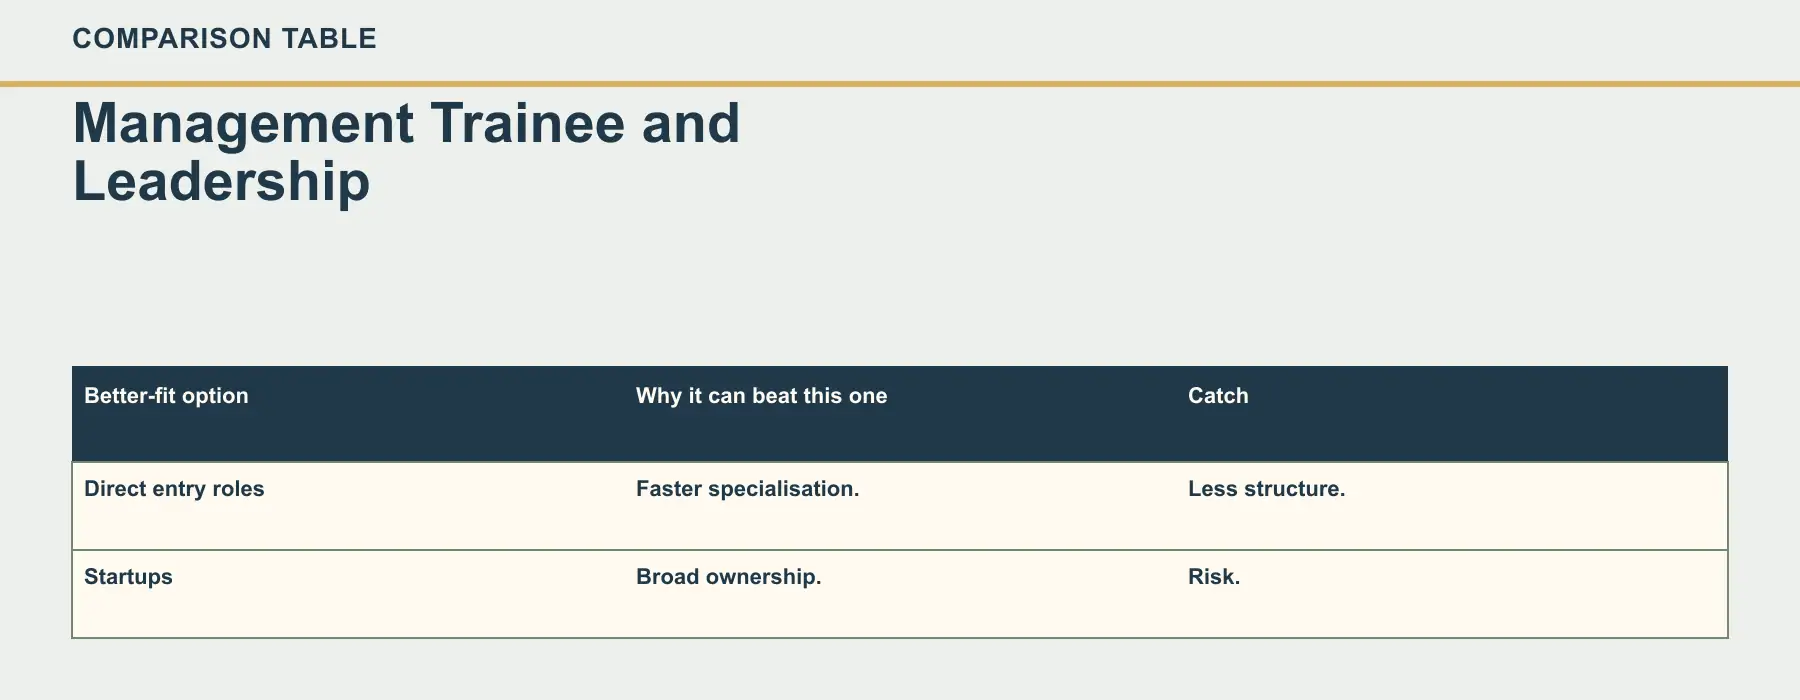 COMPARISON TABLE
Management Trainee and
Leadership
Better-fit option Why it can beat this one Catch
Direct entry roles Faster specialisation. Less structure.
Startups Broad ownership. Risk.